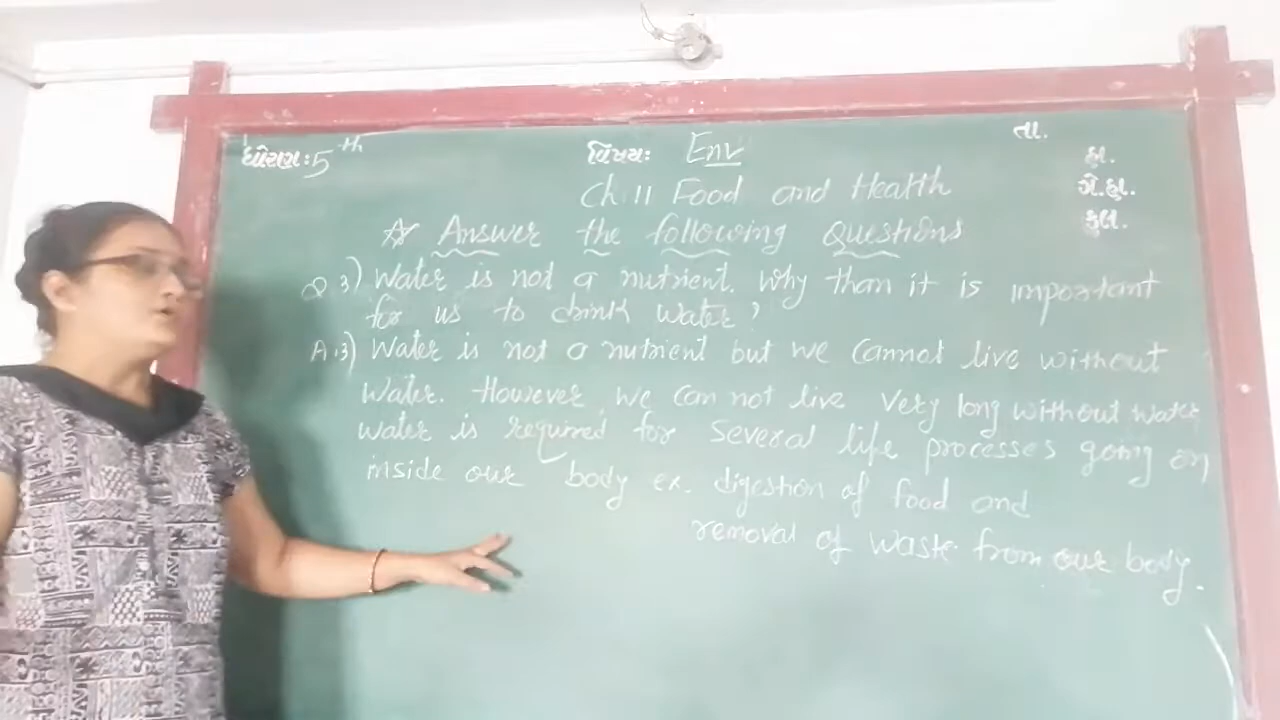 ધોરણ: 5th
વિષય: Env
તા.
હા.
ગે.હા.
કુલ.
Ch. 11 Food and Health
☆ Answer the following Questions
Q 3) Water is not a nutrient. Why than it is important
for us to drink water?
A.3) Water is not a nutrient but we cannot live without
water. However, we can not live very long without water
water is required for several life processes going on
inside our body ex. digestion of food and
removal of waste from our body.